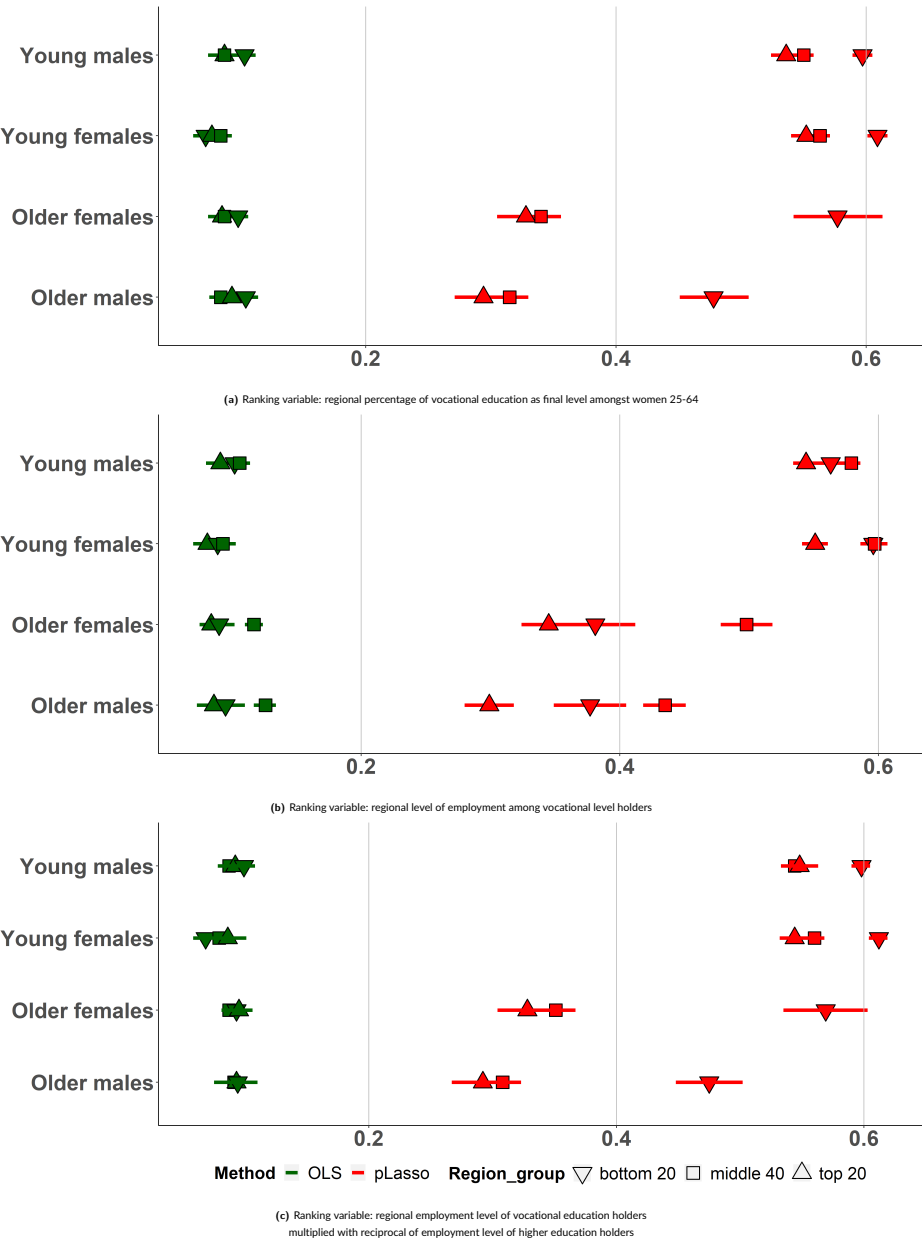 Young males
Young females
Older females
Older males
0.2 0.4 0.6
(a) Ranking variable: regional percentage of vocational education as final level amongst women 25-64
Young males
Young females
Older females
Older males
0.2 0.4 0.6
(b) Ranking variable: regional level of employment among vocational level holders
Young males
Young females
Older females
Older males
0.2 0.4 0.6
Method OLS pLasso Region_group bottom 20 middle 40 top 20
(c) Ranking variable: regional employment level of vocational education holders
multiplied with reciprocal of employment level of higher education holders